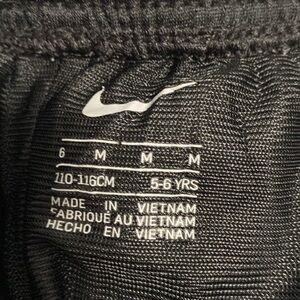 6 M M M
110-116CM 5-6 YRS
MADE IN VIETNAM
FABRIQUÉ AU VIETNAM
HECHO EN VIETNAM